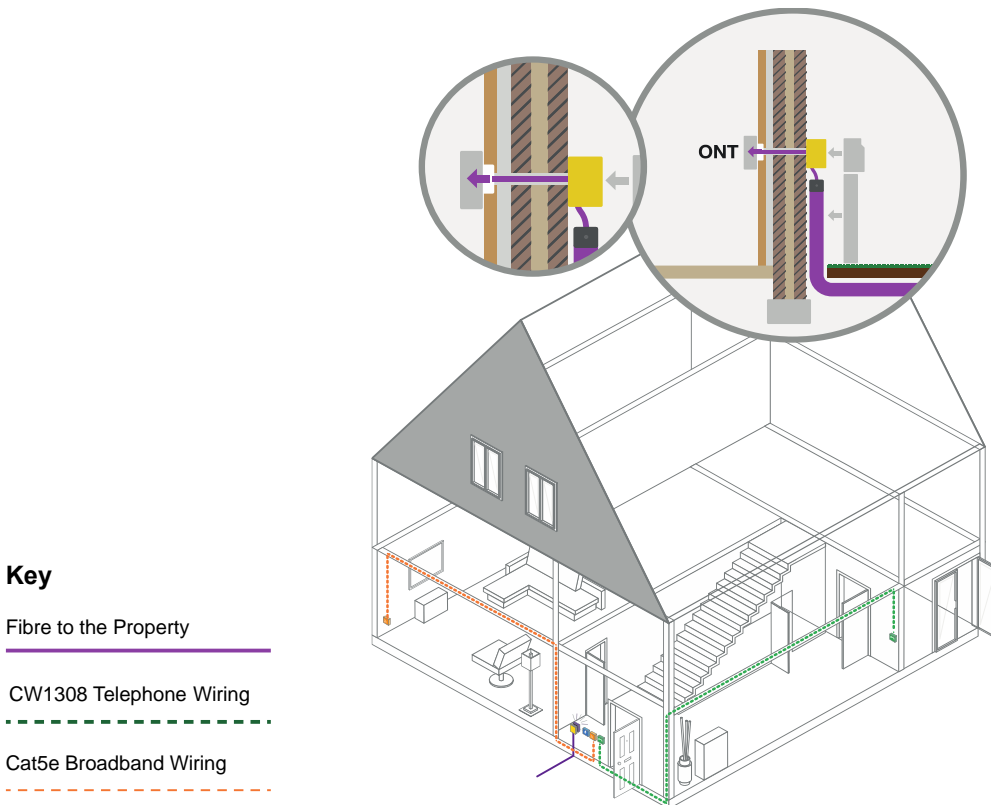 ONT
Key
Fibre to the Property
CW1308 Telephone Wiring
Cat5e Broadband Wiring